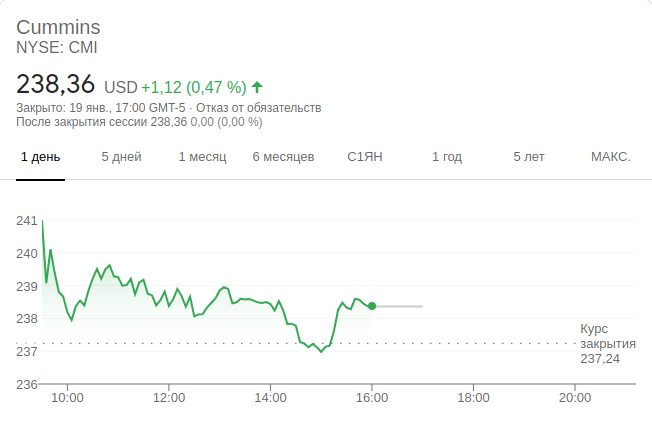 Cummins
NYSE: CMI
238,36 USD +1,12 (0,47 %)
Закрыто: 19 янв., 17:00 GMT-5 · Отказ от обязательств
После закрытия сессии 238,36 0,00 (0,00 %)
1 день 5 дней 1 месяц 6 месяцев С1ЯН 1 год 5 лет МАКС.
241
240
239
238
237
236
Курс
закрытия
237,24
10:00 12:00 14:00 16:00 18:00 20:00